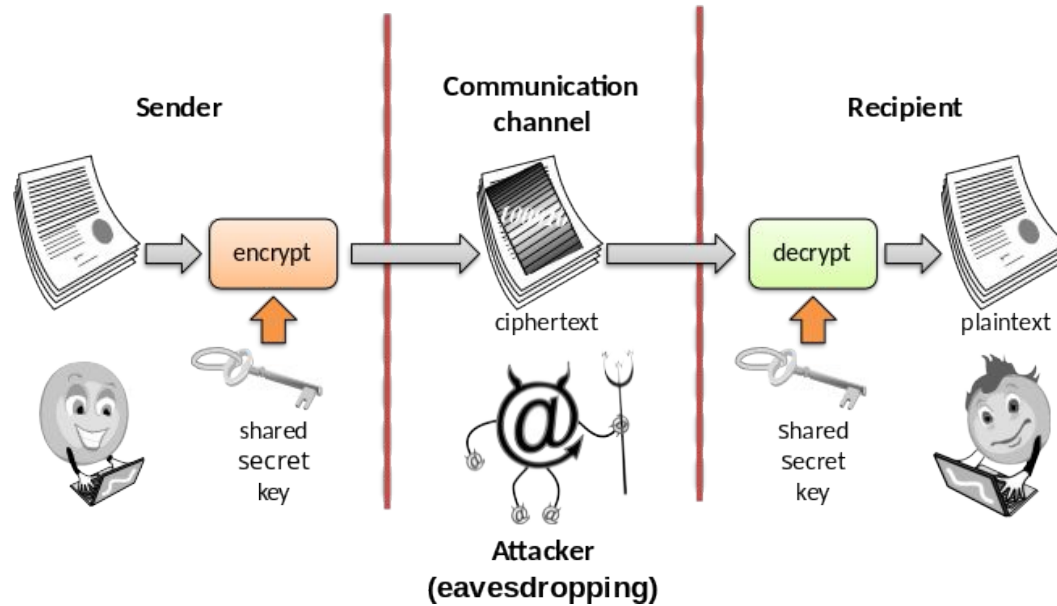 Sender
Communication
channel
Recipient
encrypt
decrypt
ciphertext
plaintext
shared
secret
key
@
shared
secret
key
Attacker
(eavesdropping)